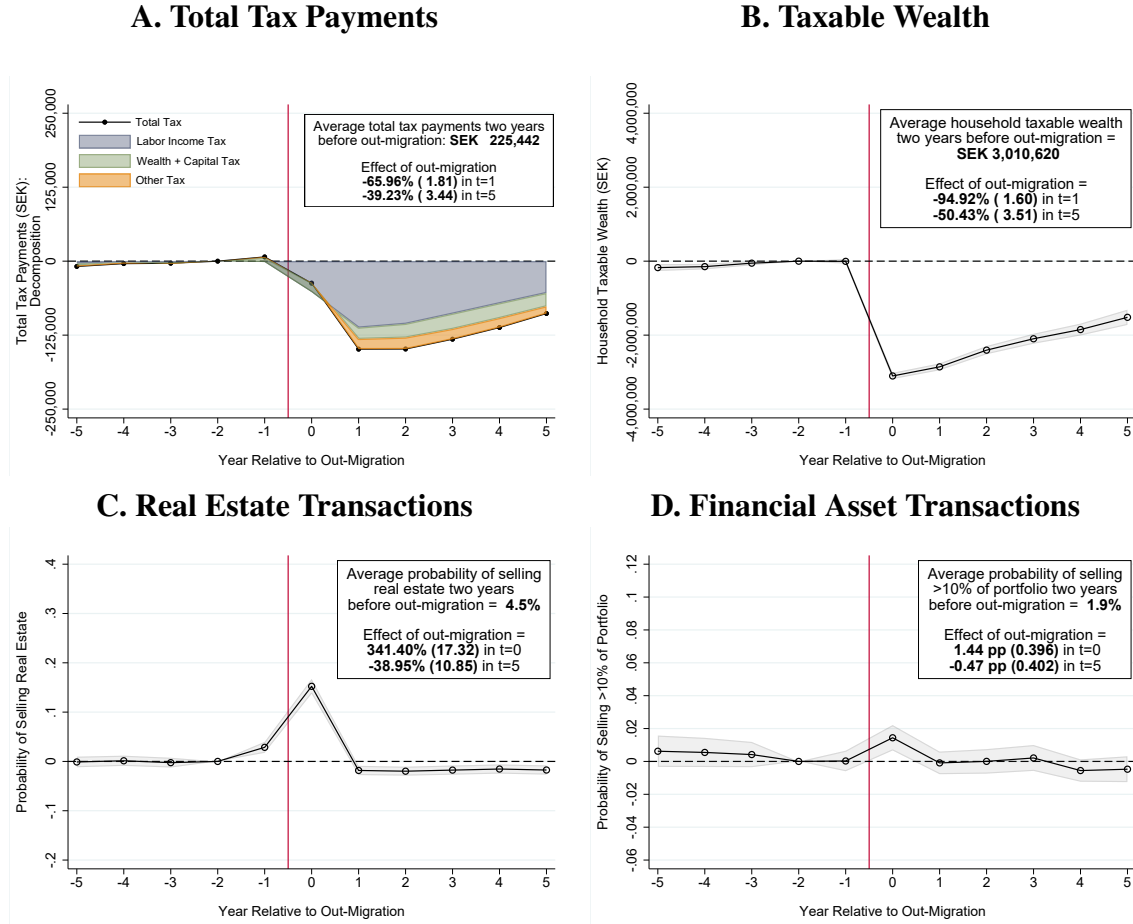 A. Total Tax Payments
Total Tax Payments (SEK):
Decomposition
250,000
125,000
0
-125,000
-250,000
Total Tax
Labor Income Tax
Wealth + Capital Tax
Other Tax
Average total tax payments two years
before out-migration: SEK 225,442
Effect of out-migration
-65.96% ( 1.81) in t=1
-39.23% ( 3.44) in t=5
-5 -4 -3 -2 -1 0 1 2 3 4 5
Year Relative to Out-Migration
B. Taxable Wealth
Household Taxable Wealth (SEK)
4,000,000
2,000,000
0
-2,000,000
-4,000,000
Average household taxable wealth
two years before out-migration =
SEK 3,010,620
Effect of out-migration =
-94.92% ( 1.60) in t=1
-50.43% ( 3.51) in t=5
-5 -4 -3 -2 -1 0 1 2 3 4 5
Year Relative to Out-Migration
C. Real Estate Transactions
Probability of Selling Real Estate
.4
.3
.2
.1
0
-.1
-.2
Average probability of selling
real estate two years
before out-migration = 4.5%
Effect of out-migration =
341.40% (17.32) in t=0
-38.95% (10.85) in t=5
-5 -4 -3 -2 -1 0 1 2 3 4 5
Year Relative to Out-Migration
D. Financial Asset Transactions
Probability of Selling >10% of Portfolio
.12
.1
.08
.06
.04
.02
0
-.02
-.04
-.06
Average probability of selling
>10% of portfolio two years
before out-migration = 1.9%
Effect of out-migration =
1.44 pp (0.396) in t=0
-0.47 pp (0.402) in t=5
-5 -4 -3 -2 -1 0 1 2 3 4 5
Year Relative to Out-Migration